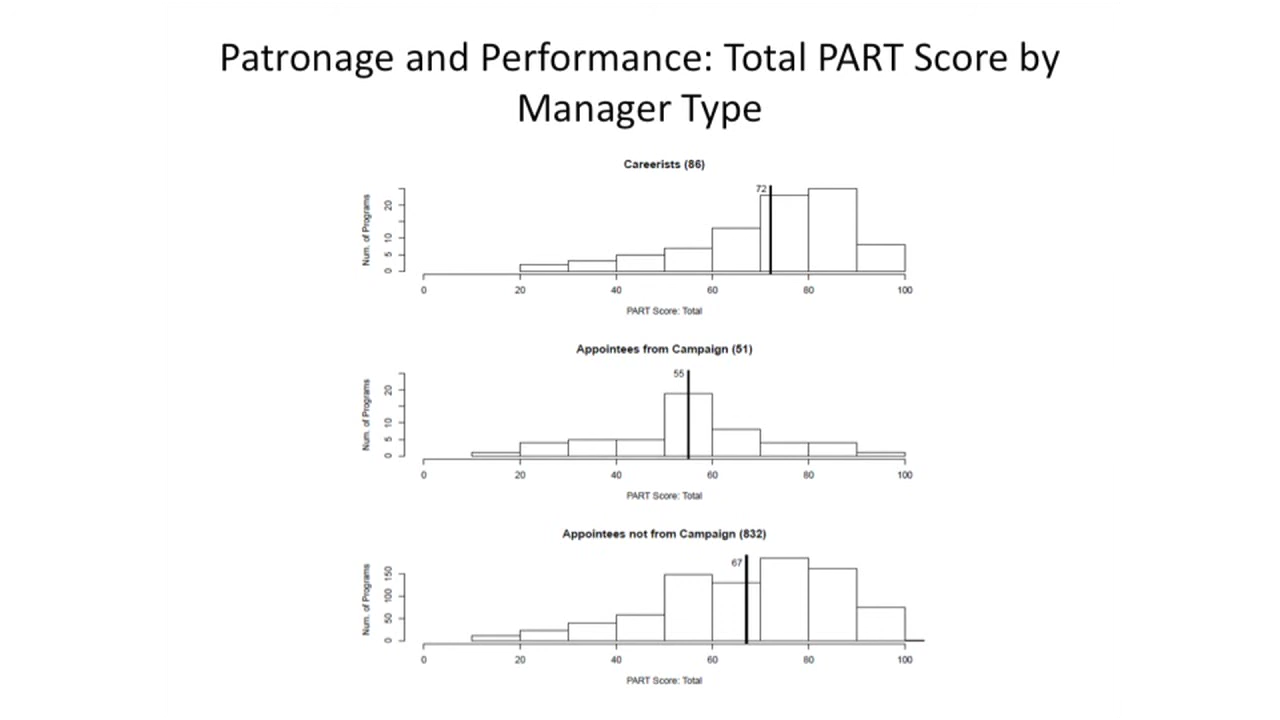 Patronage and Performance: Total PART Score by
Manager Type
Careerists (86)
72
Num. of Programs
0 5 10 20
0 20 40 60 80 100
PART Score: Total
Appointees from Campaign (51)
55
Num. of Programs
0 5 10 20
0 20 40 60 80 100
PART Score: Total
Appointees not from Campaign (832)
67
Num. of Programs
0 50 100 150
0 20 40 60 80 100
PART Score: Total